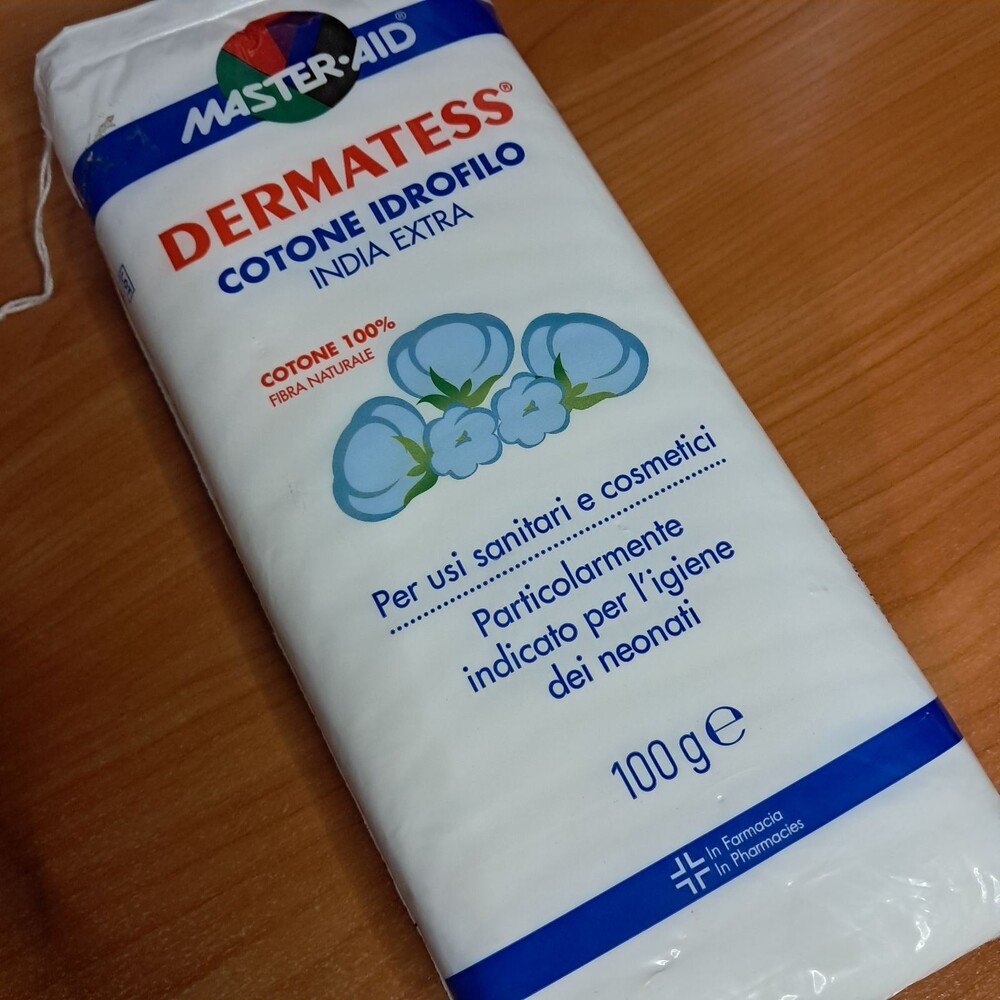 MASTER•AID®
DERMATESS®
COTONE IDROFILO
INDIA EXTRA
COTONE 100%
FIBRA NATURALE
Per usi sanitari e cosmetici
Particolarmente
indicato per l'igiene
dei neonati
100 g ℮
In Farmacia
In Pharmacies
LOT